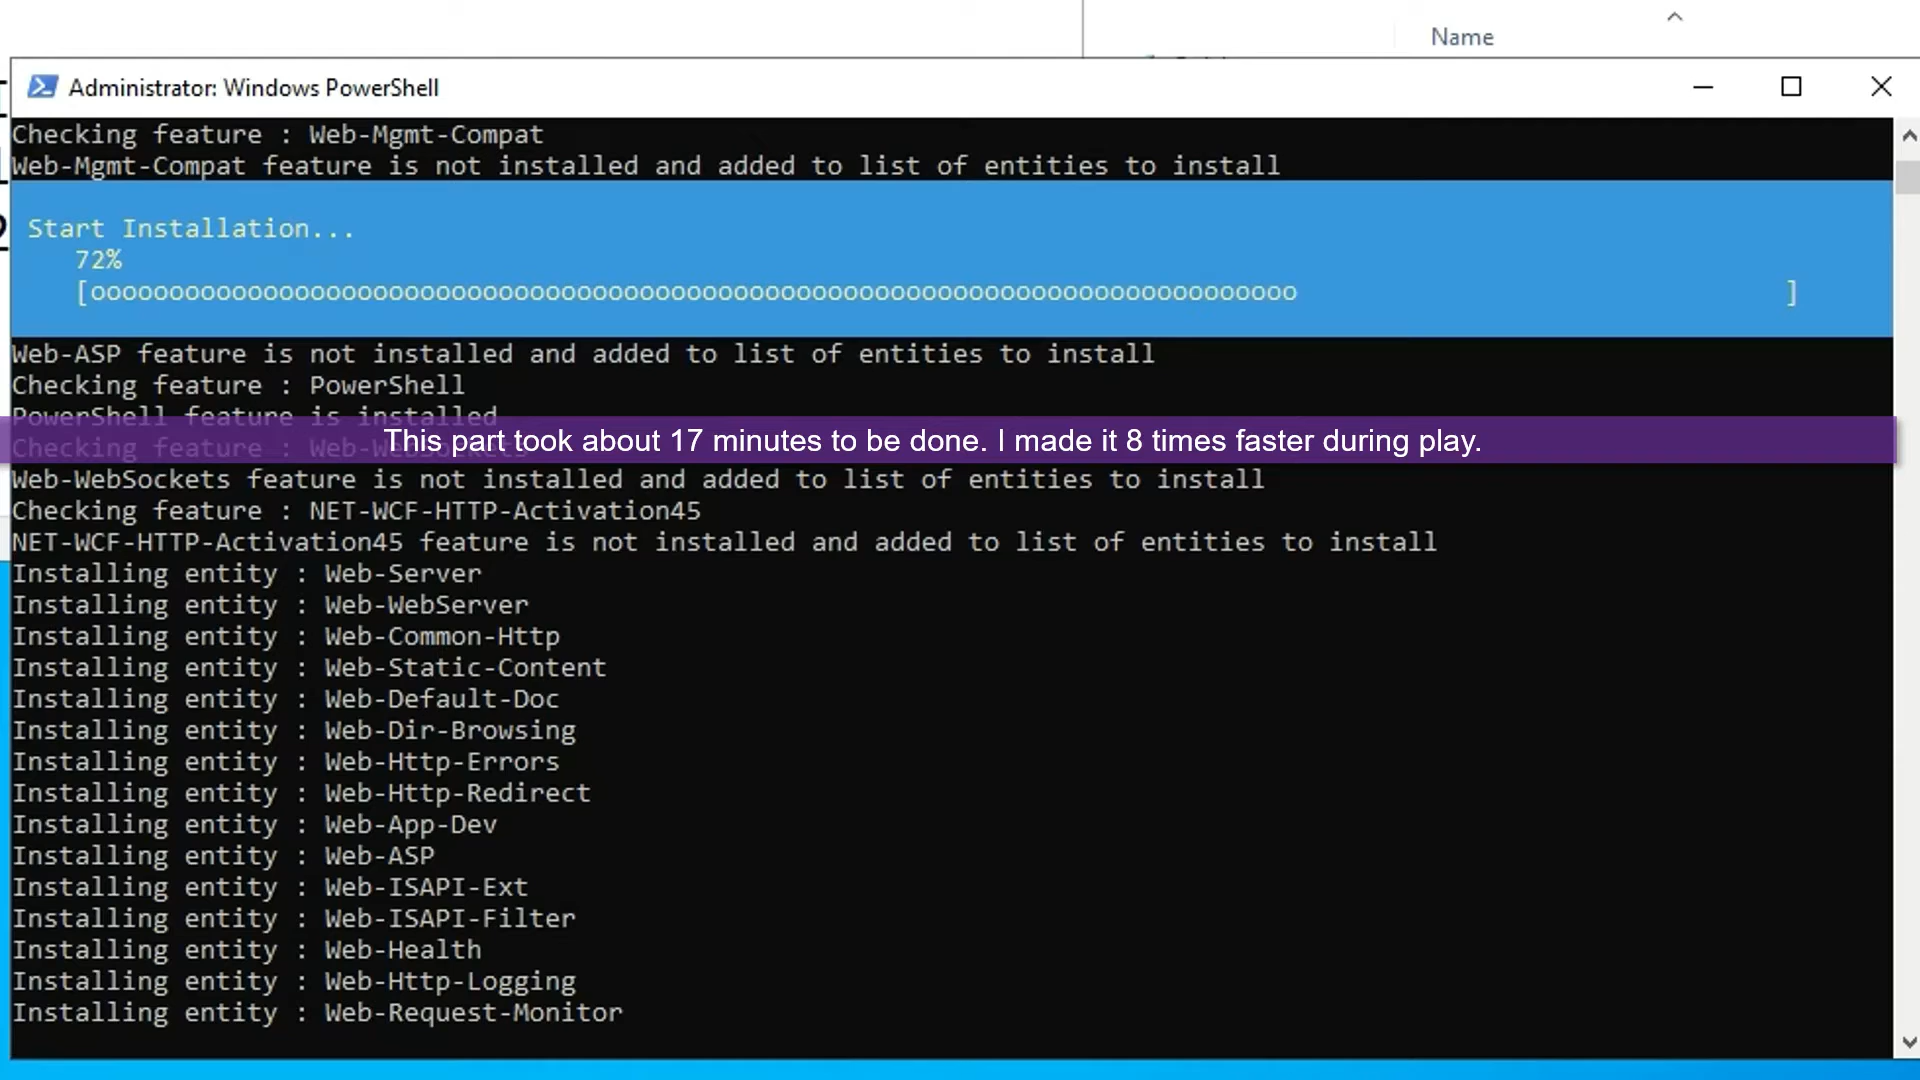 Name
Administrator: Windows PowerShell
Checking feature : Web-Mgmt-Compat
Web-Mgmt-Compat feature is not installed and added to list of entities to install
Start Installation...
72%
[ooooooooooooooooooooooooooooooooooooooooooooooooooooooooooooooooooooooooooooo ]
Web-ASP feature is not installed and added to list of entities to install
Checking feature : PowerShell
PowerShell feature is installed
Checking feature : Web-WebSockets
This part took about 17 minutes to be done. I made it 8 times faster during play.
Web-WebSockets feature is not installed and added to list of entities to install
Checking feature : NET-WCF-HTTP-Activation45
NET-WCF-HTTP-Activation45 feature is not installed and added to list of entities to install
Installing entity : Web-Server
Installing entity : Web-WebServer
Installing entity : Web-Common-Http
Installing entity : Web-Static-Content
Installing entity : Web-Default-Doc
Installing entity : Web-Dir-Browsing
Installing entity : Web-Http-Errors
Installing entity : Web-Http-Redirect
Installing entity : Web-App-Dev
Installing entity : Web-ASP
Installing entity : Web-ISAPI-Ext
Installing entity : Web-ISAPI-Filter
Installing entity : Web-Health
Installing entity : Web-Http-Logging
Installing entity : Web-Request-Monitor